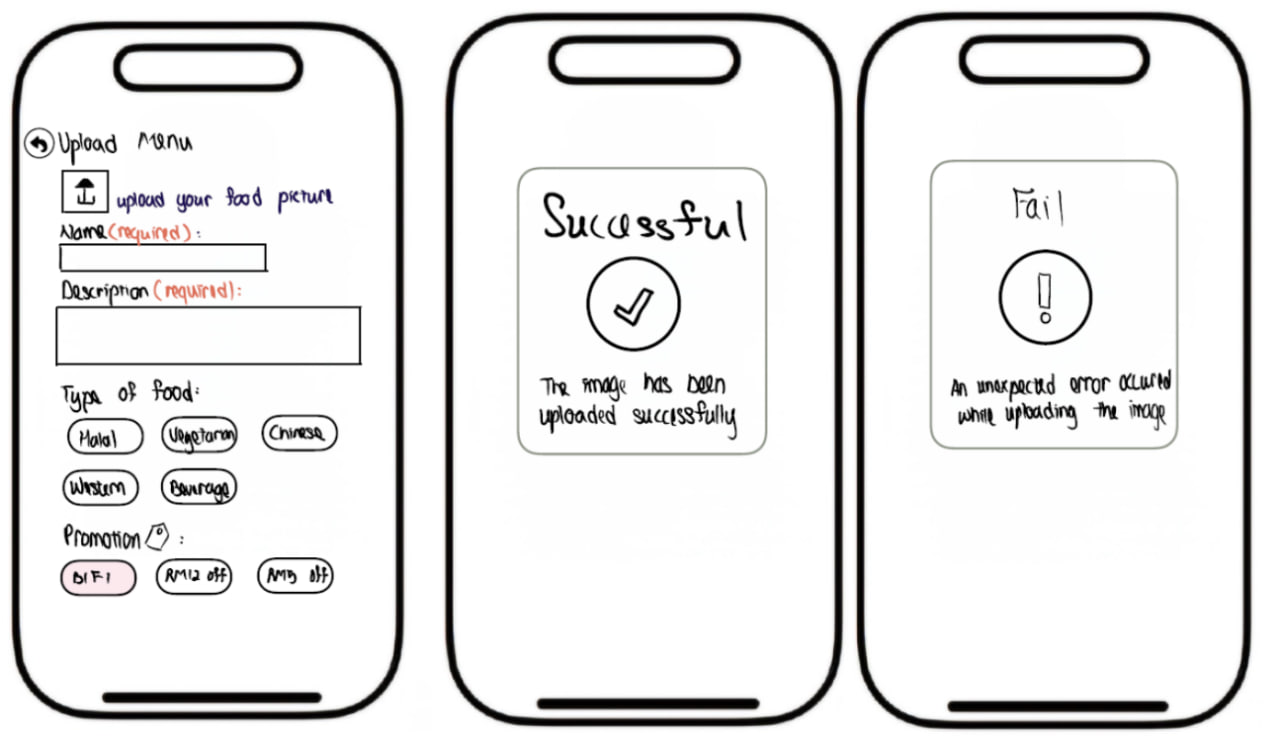 Upload Menu
upload your food picture
Name (required) :
Description (required):
Type of food:
Halal
Vegetarian
Chinese
Western
Beverage
Promotion :
B1F1
RM12 off
RM5 off
Successful
The image has been
uploaded successfully
Fail
An unexpected error occured
while uploading the image